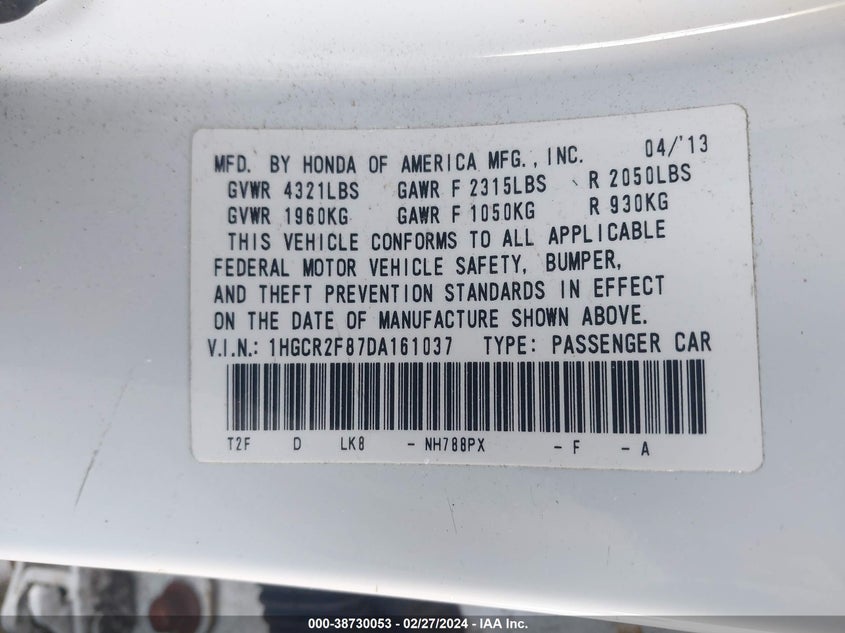 MFD. BY HONDA OF AMERICA MFG., INC. 04/'13
GVWR 4321LBS GAWR F 2315LBS R 2050LBS
GVWR 1960KG GAWR F 1050KG R 930KG
THIS VEHICLE CONFORMS TO ALL APPLICABLE
FEDERAL MOTOR VEHICLE SAFETY, BUMPER,
AND THEFT PREVENTION STANDARDS IN EFFECT
ON THE DATE OF MANUFACTURE SHOWN ABOVE.
V.I.N.: 1HGCR2F87DA161037 TYPE: PASSENGER CAR
T2F D LK8 - NH788PX - F - A
000-38730053 - 02/27/2024 - IAA Inc.